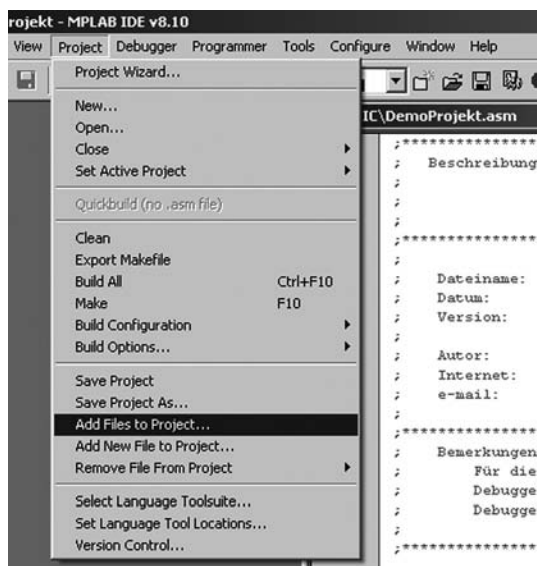 rojekt - MPLAB IDE v8.10
View Project Debugger Programmer Tools Configure Window Help
Project Wizard...
New...
Open...
Close
Set Active Project
Quickbuild (no .asm file)
Clean
Export Makefile
Build All Ctrl+F10
Make F10
Build Configuration
Build Options...
Save Project
Save Project As...
Add Files to Project...
Add New File to Project...
Remove File From Project
Select Language Toolsuite...
Set Language Tool Locations...
Version Control...
IC\DemoProjekt.asm
;****************
; Beschreibung
;
;
;
;****************
;
; Dateiname:
; Datum:
; Version:
;
; Autor:
; Internet:
; e-mail:
;
;****************
; Bemerkungen
; Für die
; Debugge
; Debugge
;
;****************